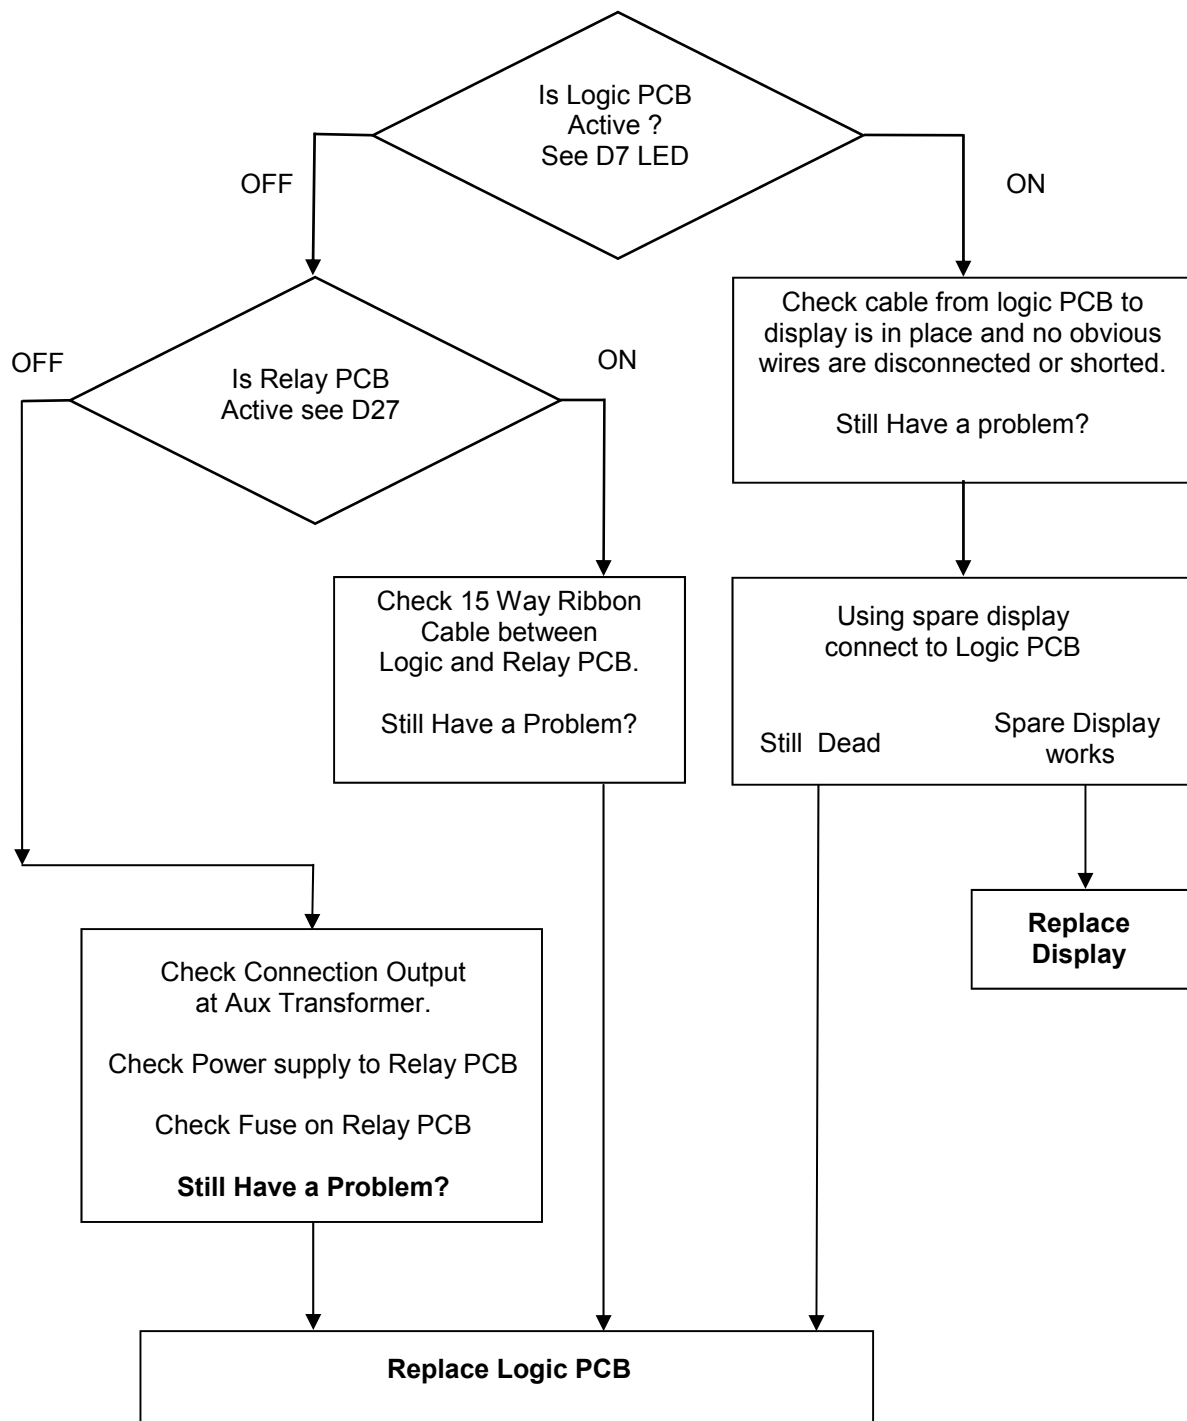 Is Logic PCB
Active ?
See D7 LED
OFF
ON
Is Relay PCB
Active see D27
OFF
ON
Check cable from logic PCB to
display is in place and no obvious
wires are disconnected or shorted.
Still Have a problem?
Check 15 Way Ribbon
Cable between
Logic and Relay PCB.
Still Have a Problem?
Using spare display
connect to Logic PCB
Still Dead
Spare Display
works
Replace
Display
Check Connection Output
at Aux Transformer.
Check Power supply to Relay PCB
Check Fuse on Relay PCB
Still Have a Problem?
Replace Logic PCB